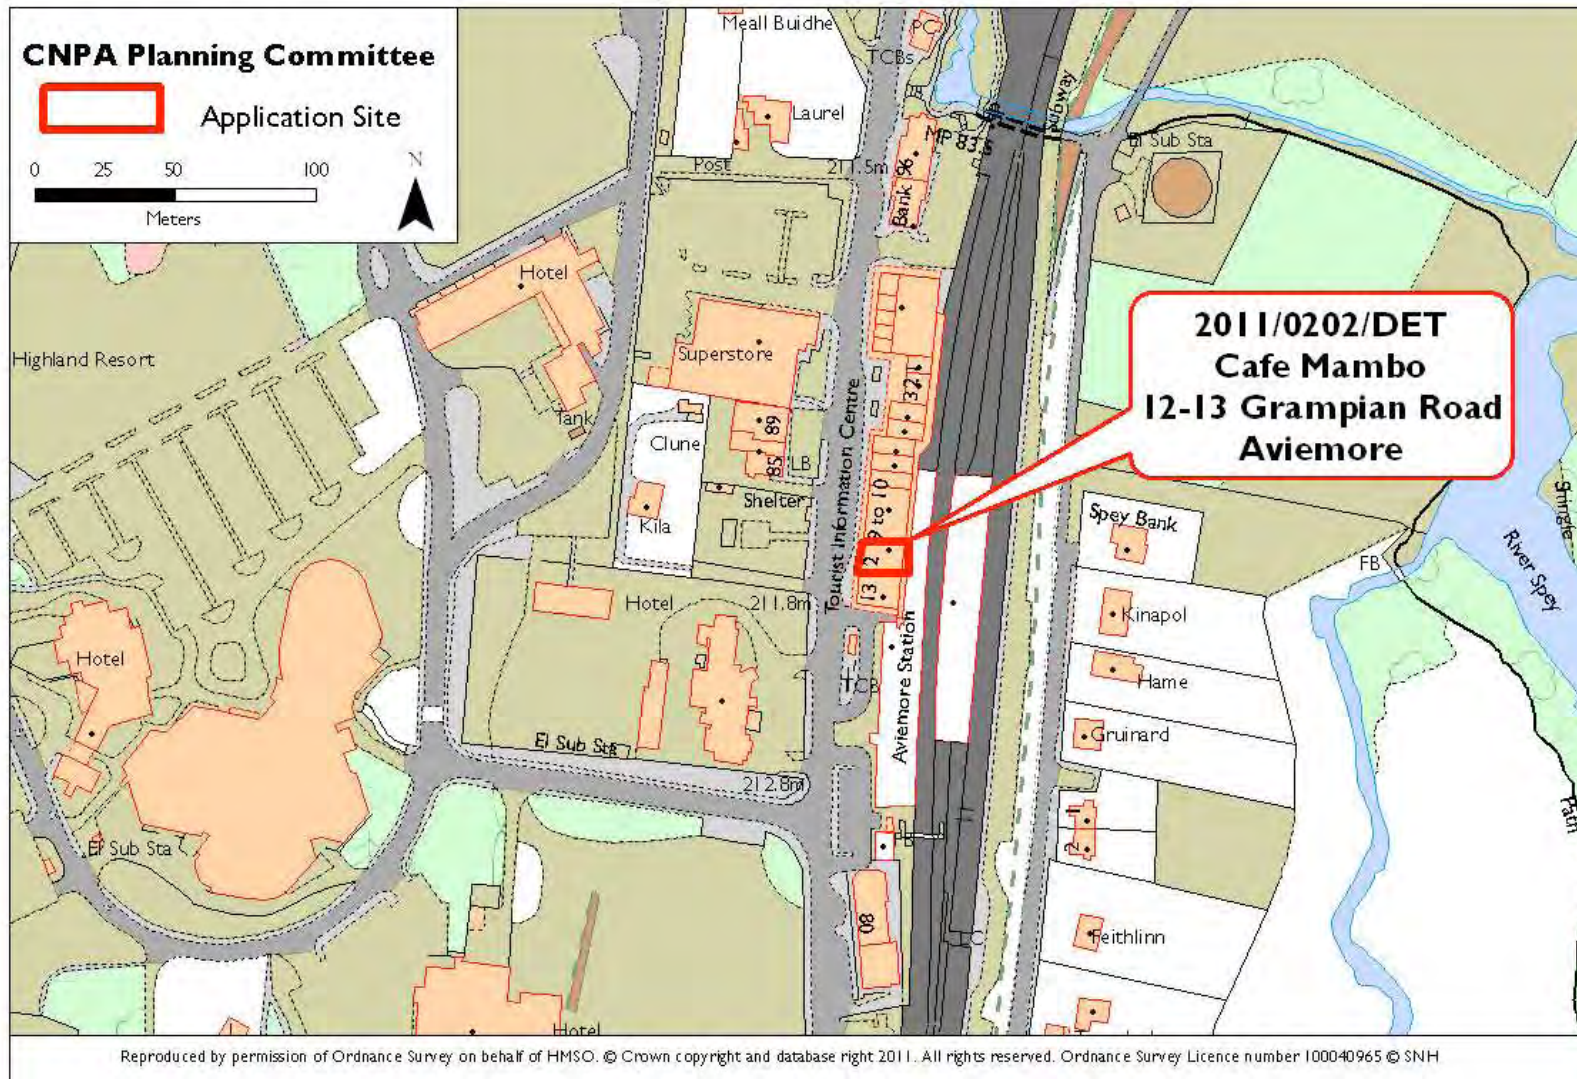 CNPA Planning Committee
Application Site
0 25 50 100
Meters
N
Meall Buidhe
PC
TCBs
Laurel
Post
211.5m
Bank
96
MP 83.5
Subway
El Sub Sta
Hotel
Highland Resort
Superstore
Tank
Clune
89
85
LB
Shelter
Kila
Tourist Information Centre
321
9 to 10
2
13
2011/0202/DET
Cafe Mambo
12-13 Grampian Road
Aviemore
Spey Bank
FB
Shingle
River Spey
Kinapol
Hame
Gruinard
2 1
Path
Feithlinn
Hotel
211.8m
TCB
Aviemore Station
Hotel
El Sub Sta
212.8m
El Sub Sta
80
Hotel
Reproduced by permission of Ordnance Survey on behalf of HMSO. © Crown copyright and database right 2011. All rights reserved. Ordnance Survey Licence number 100040965 © SNH